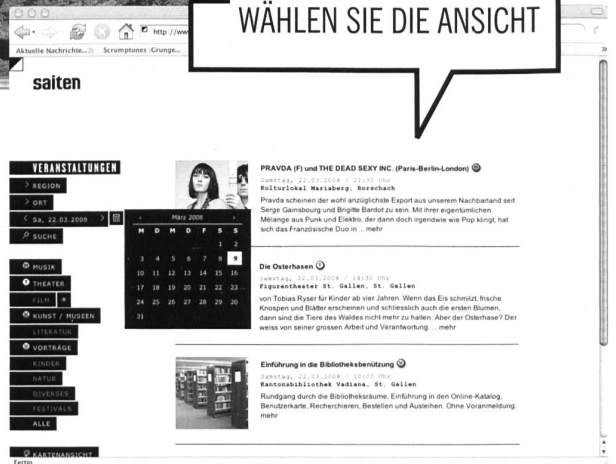 WÄHLEN SIE DIE ANSICHT
http://www
Aktuelle Nachrichte... Scrumptunes :Grunge...
saiten
VERANSTALTUNGEN
> REGION
> ORT
< Sa, 22.03.2008 >
SUCHE
MUSIK
THEATER
FILM
KUNST / MUSEEN
LITERATUR
VORTRÄGE
KINDER
NATUR
DIVERSES
FESTIVALS
ALLE
KARTENANSICHT
‹ März 2008 ›
M D M D F S S
1 2
3 4 5 6 7 8 9
10 11 12 13 14 15 16
17 18 19 20 21 22 23
24 25 26 27 28 29 30
31
PRAVDA (F) und THE DEAD SEXY INC. (Paris-Berlin-London)
Samstag, 22.03.2008 / 21:30 Uhr
Kulturlokal Mariaberg, Rorschach
Pravda scheinen der wohl anzüglichste Export aus unserem Nachbarland seit
Serge Gainsbourg und Brigitte Bardot zu sein. Mit ihrer eigentümlichen
Mélange aus Punk und Elektro, der dann doch irgendwie wie Pop klingt, hat
sich das Französische Duo in ... mehr
Die Osterhasen
Samstag, 22.03.2008 / 14:30 Uhr
Figurentheater St. Gallen, St. Gallen
von Tobias Ryser für Kinder ab vier Jahren. Wenn das Eis schmilzt, frische
Knospen und Blätter erscheinen und schliesslich auch die ersten Blumen,
dann sind die Tiere des Waldes nicht mehr zu halten. Aber der Osterhase? Der
weiss von seiner grossen Arbeit und Verantwortung. ... mehr
Einführung in die Bibliotheksbenützung
Samstag, 22.03.2008 / 10:00 Uhr
Kantonsbibliothek Vadiana, St. Gallen
Rundgang durch die Bibliotheksräume, Einführung in den Online-Katalog,
Benutzerkarte, Recherchieren, Bestellen und Ausleihen. Ohne Voranmeldung.
mehr
Fertig